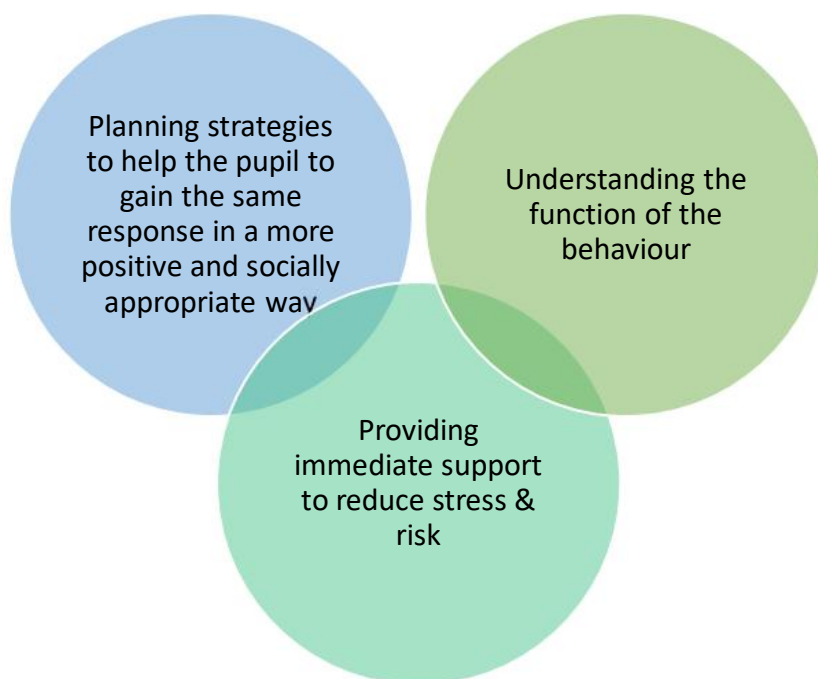 Planning strategies
to help the pupil to
gain the same
response in a more
positive and socially
appropriate way
Understanding the
function of the
behaviour
Providing
immediate support
to reduce stress &
risk